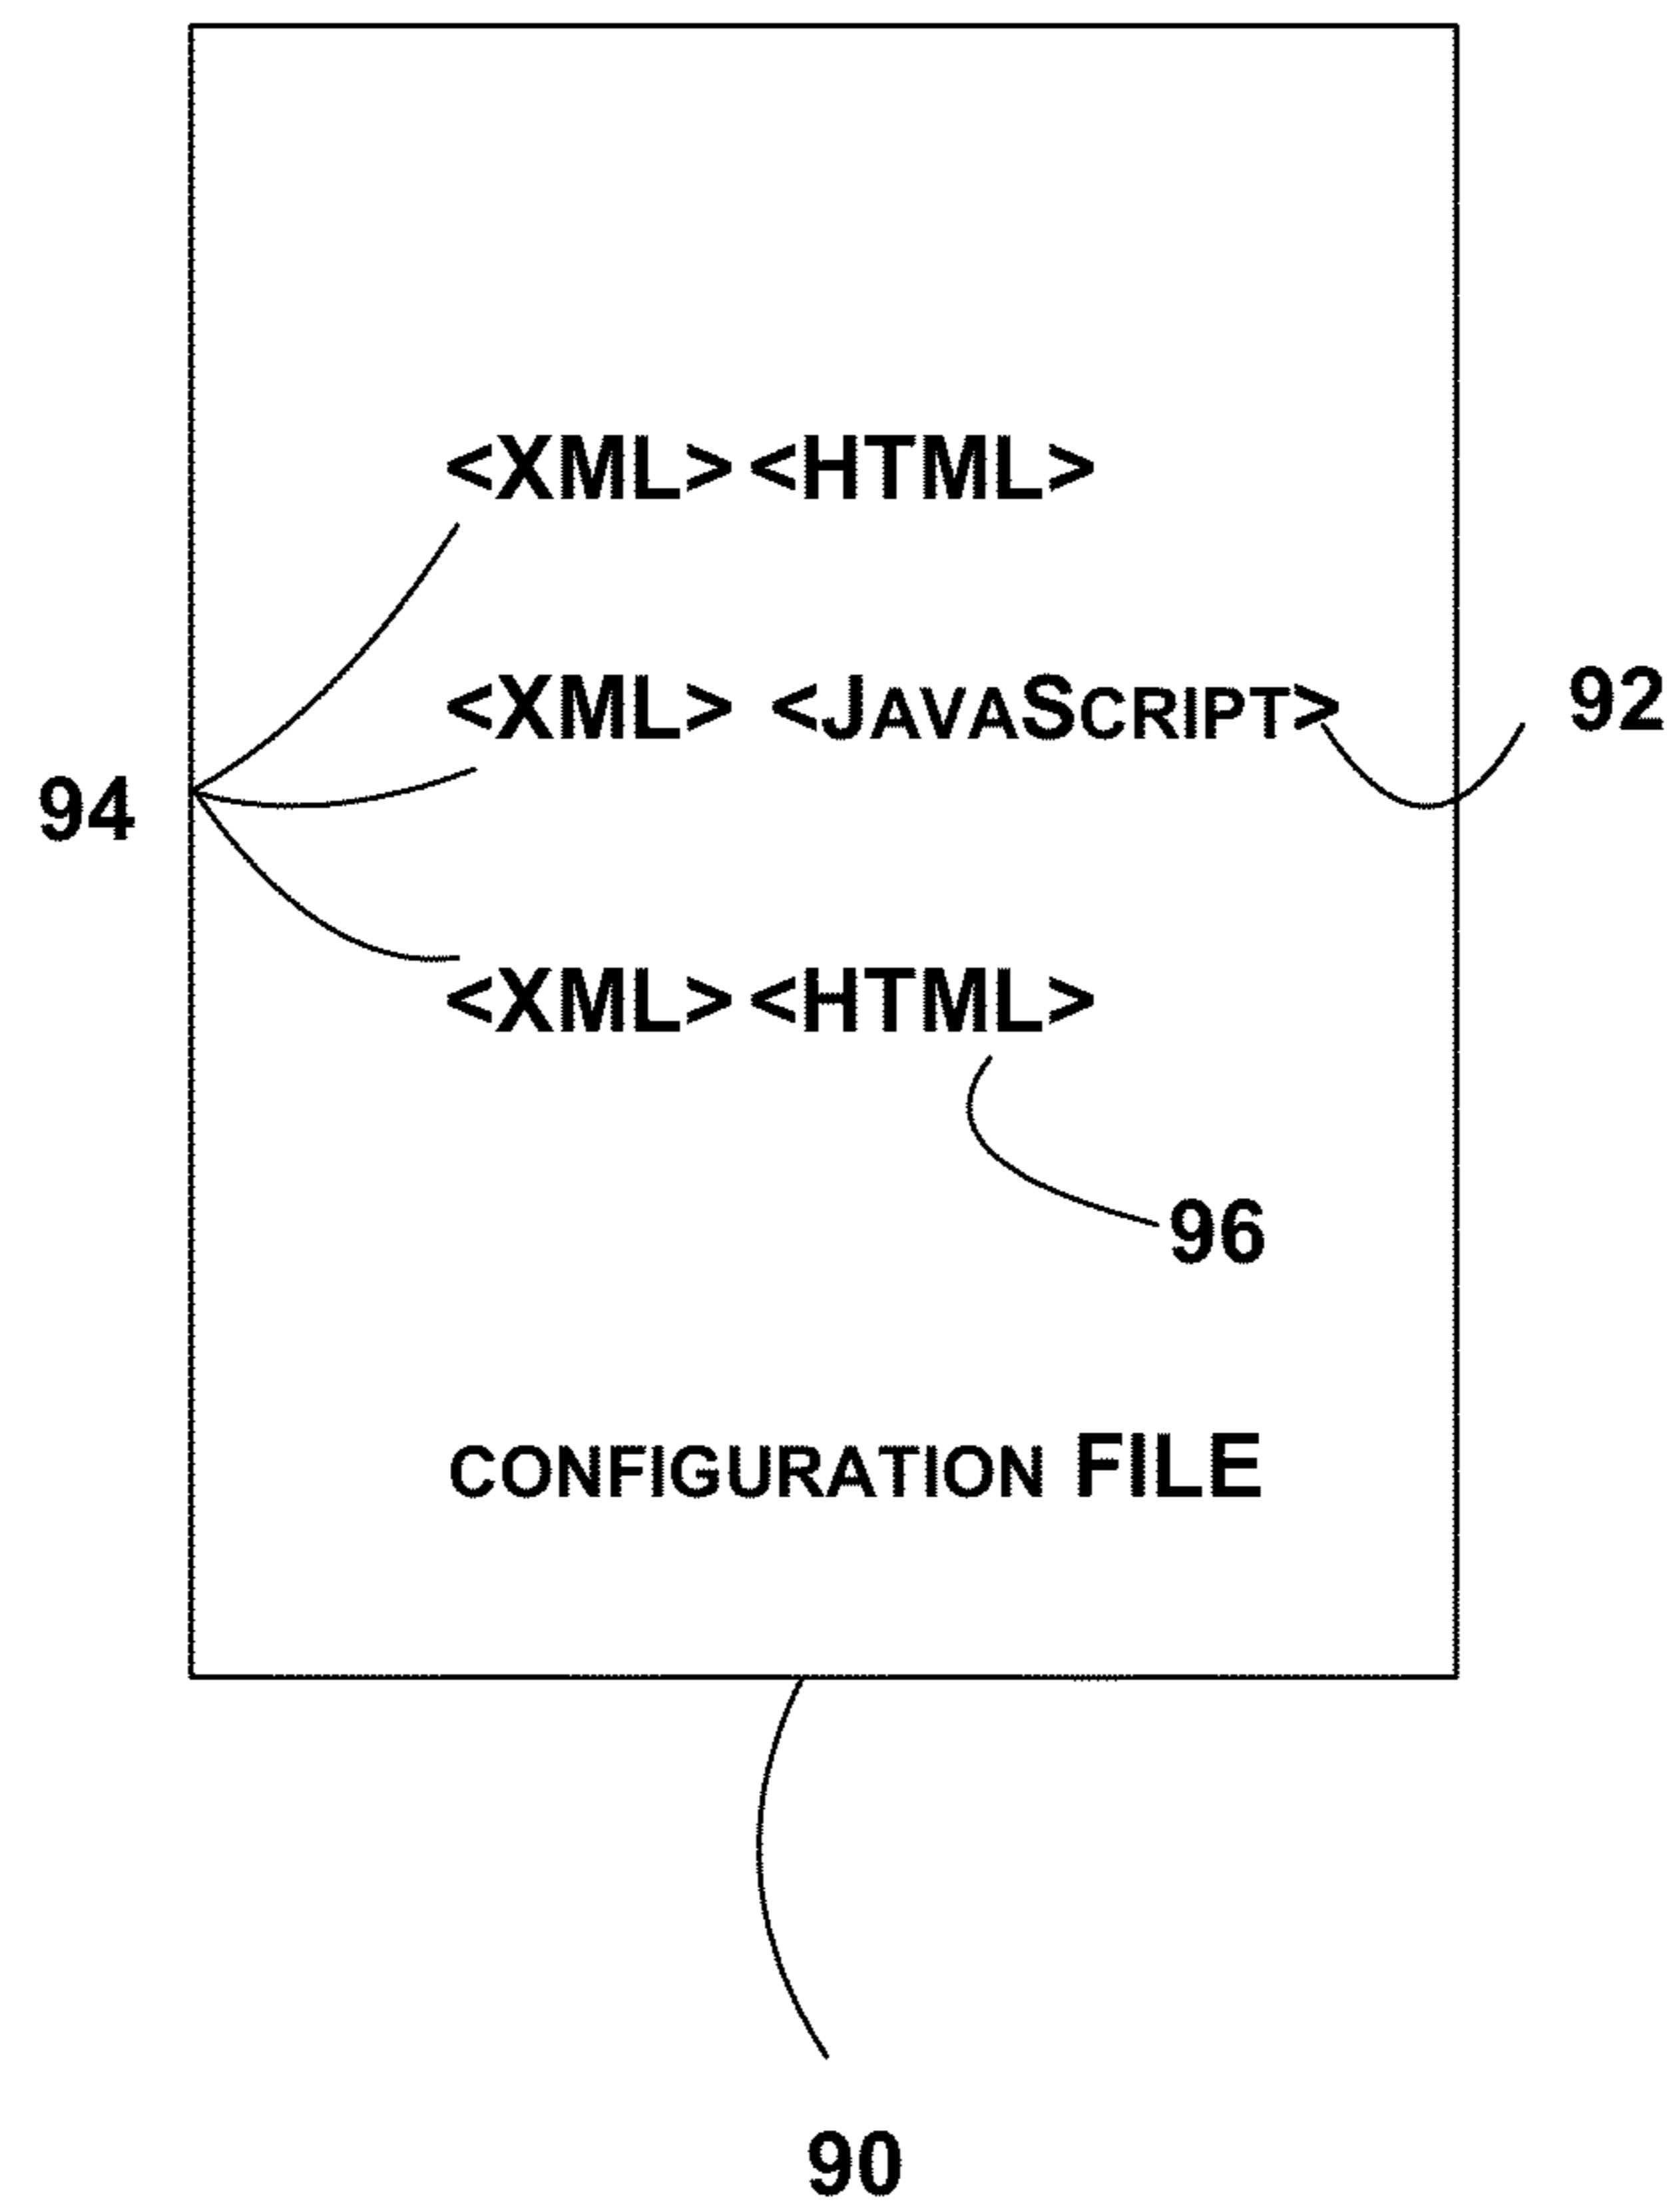 <XML><HTML>
<XML> <JAVASCRIPT>
92
94
<XML><HTML>
96
CONFIGURATION FILE
90